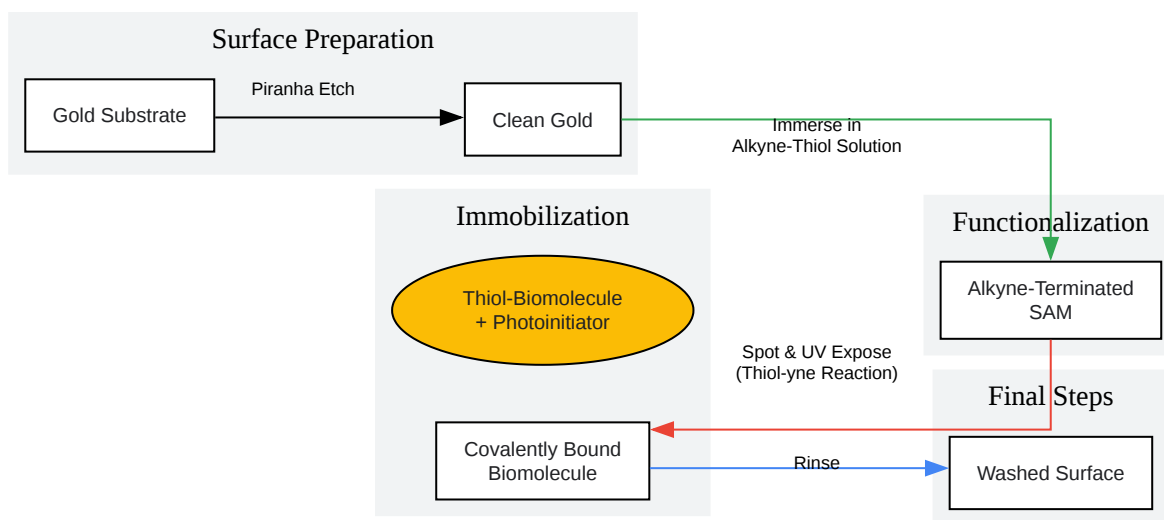 Surface Preparation
Gold Substrate
Piranha Etch
Clean Gold
Immerse in
Alkyne-Thiol Solution
Immobilization
Functionalization
Thiol-Biomolecule
+ Photoinitiator
Alkyne-Terminated
SAM
Spot & UV Expose
(Thiol-yne Reaction)
Final Steps
Covalently Bound
Biomolecule
Rinse
Washed Surface